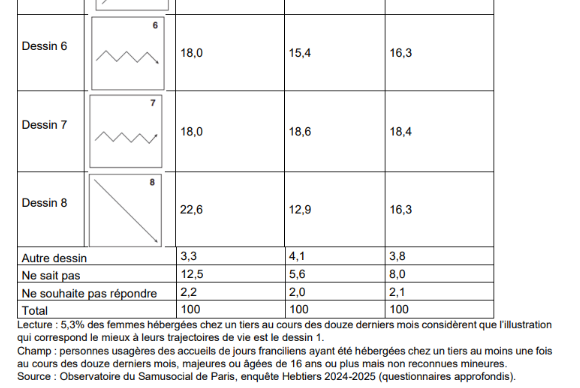 6
Dessin 6 18,0 15,4 16,3
7
Dessin 7 18,0 18,6 18,4
8
Dessin 8 22,6 12,9 16,3
Autre dessin 3,3 4,1 3,8
Ne sait pas 12,5 5,6 8,0
Ne souhaite pas répondre 2,2 2,0 2,1
Total 100 100 100
Lecture : 5,3% des femmes hébergées chez un tiers au cours des douze derniers mois considèrent que l'illustration
qui correspond le mieux à leurs trajectoires de vie est le dessin 1.
Champ : personnes usagères des accueils de jours franciliens ayant été hébergées chez un tiers au moins une fois
au cours des douze derniers mois, majeures ou âgées de 16 ans ou plus mais non reconnues mineures.
Source : Observatoire du Samusocial de Paris, enquête Hebtiers 2024-2025 (questionnaires approfondis).